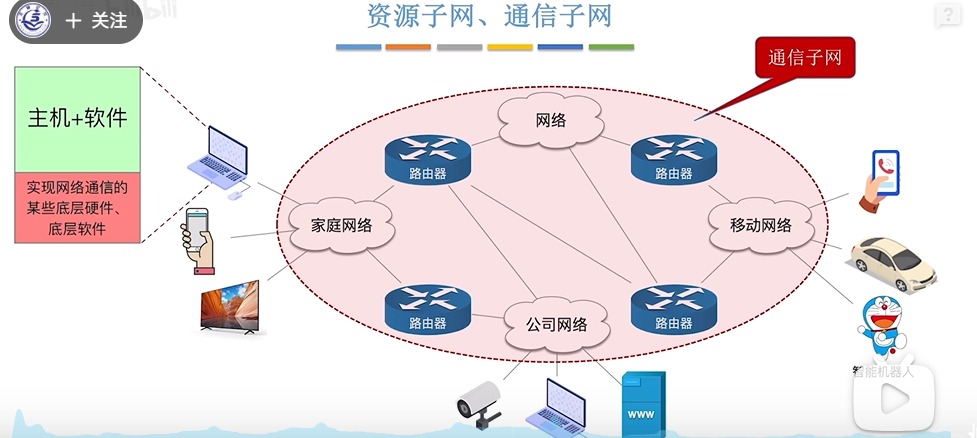 + 关注
资源子网、通信子网
通信子网
主机+软件
实现网络通信的
某些底层硬件、
底层软件
网络
路由器
路由器
家庭网络
移动网络
路由器
公司网络
路由器
智能机器人
WWW